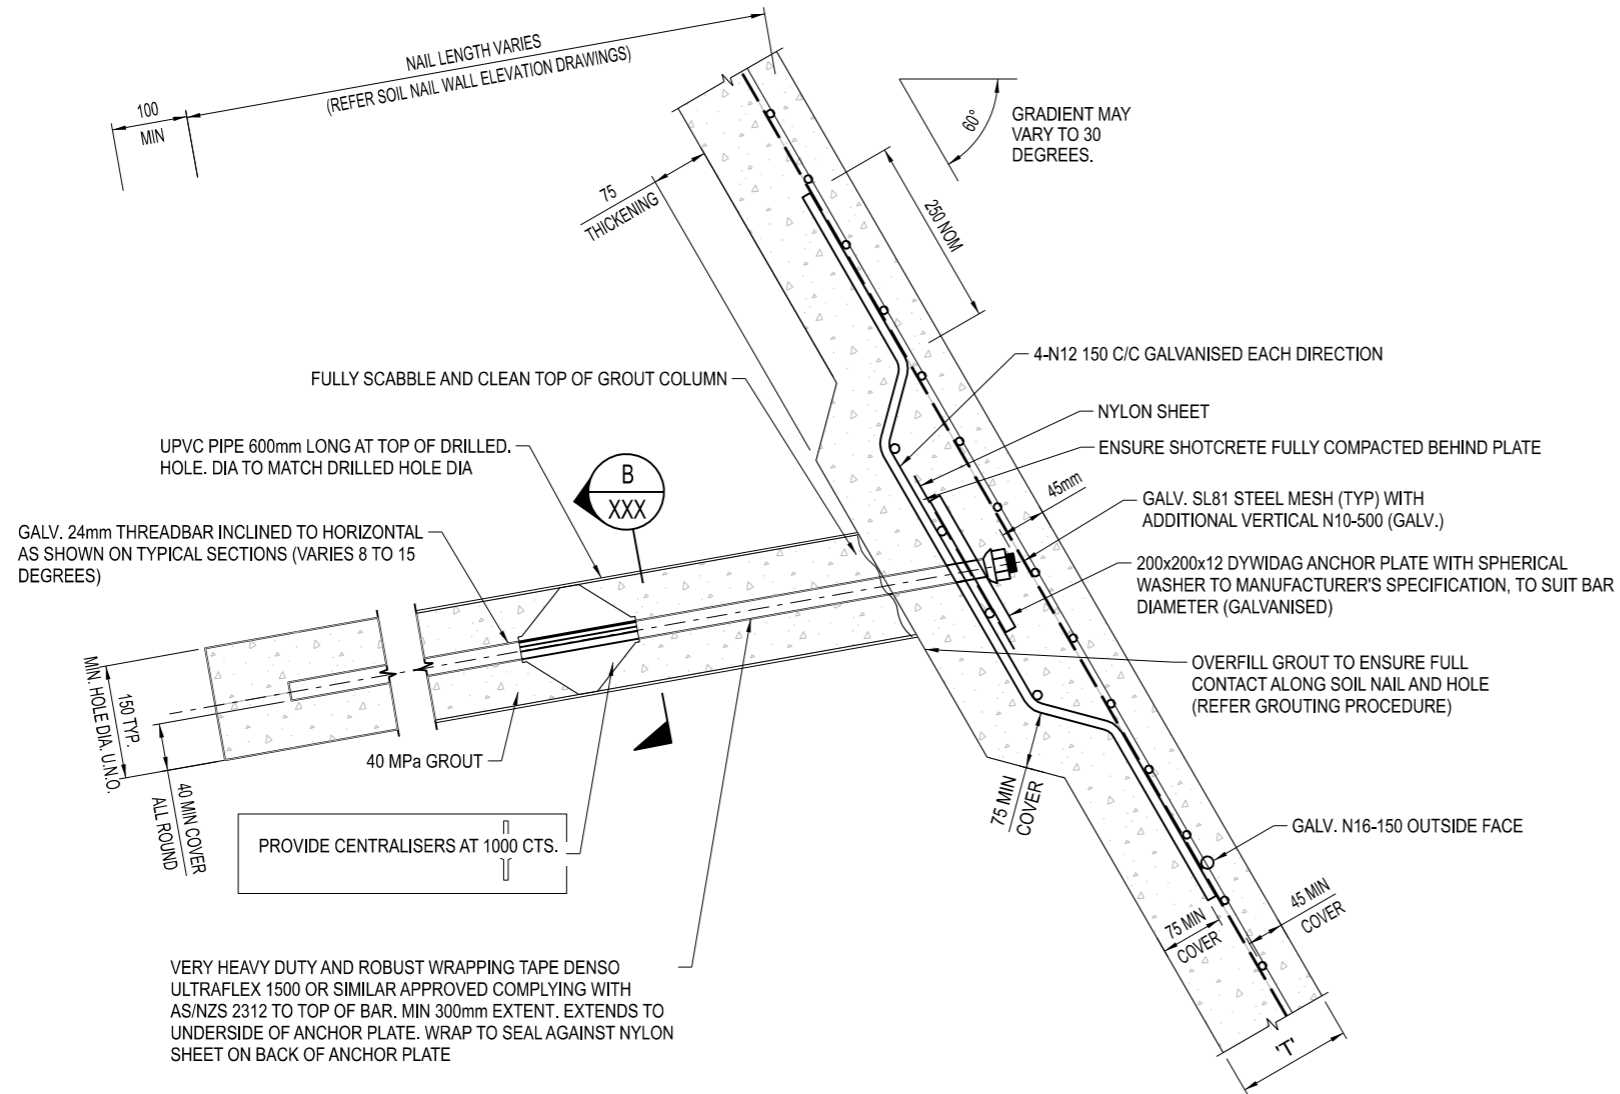 NAIL LENGTH VARIES
(REFER SOIL NAIL WALL ELEVATION DRAWINGS)
100
MIN
60°
GRADIENT MAY
VARY TO 30
DEGREES.
75
THICKENING
250 NOM
4-N12 150 C/C GALVANISED EACH DIRECTION
FULLY SCABBLE AND CLEAN TOP OF GROUT COLUMN
NYLON SHEET
UPVC PIPE 600mm LONG AT TOP OF DRILLED.
HOLE. DIA TO MATCH DRILLED HOLE DIA
ENSURE SHOTCRETE FULLY COMPACTED BEHIND PLATE
B
XXX
45mm
GALV. SL81 STEEL MESH (TYP) WITH
ADDITIONAL VERTICAL N10-500 (GALV.)
GALV. 24mm THREADBAR INCLINED TO HORIZONTAL
AS SHOWN ON TYPICAL SECTIONS (VARIES 8 TO 15
DEGREES)
200x200x12 DYWIDAG ANCHOR PLATE WITH SPHERICAL
WASHER TO MANUFACTURER'S SPECIFICATION, TO SUIT BAR
DIAMETER (GALVANISED)
OVERFILL GROUT TO ENSURE FULL
CONTACT ALONG SOIL NAIL AND HOLE
(REFER GROUTING PROCEDURE)
150 TYP.
MIN. HOLE DIA. U.N.O.
40 MIN COVER
ALL ROUND
40 MPa GROUT
75 MIN
COVER
PROVIDE CENTRALISERS AT 1000 CTS.
GALV. N16-150 OUTSIDE FACE
75 MIN
COVER
45 MIN
COVER
VERY HEAVY DUTY AND ROBUST WRAPPING TAPE DENSO
ULTRAFLEX 1500 OR SIMILAR APPROVED COMPLYING WITH
AS/NZS 2312 TO TOP OF BAR. MIN 300mm EXTENT. EXTENDS TO
UNDERSIDE OF ANCHOR PLATE. WRAP TO SEAL AGAINST NYLON
SHEET ON BACK OF ANCHOR PLATE
'T'